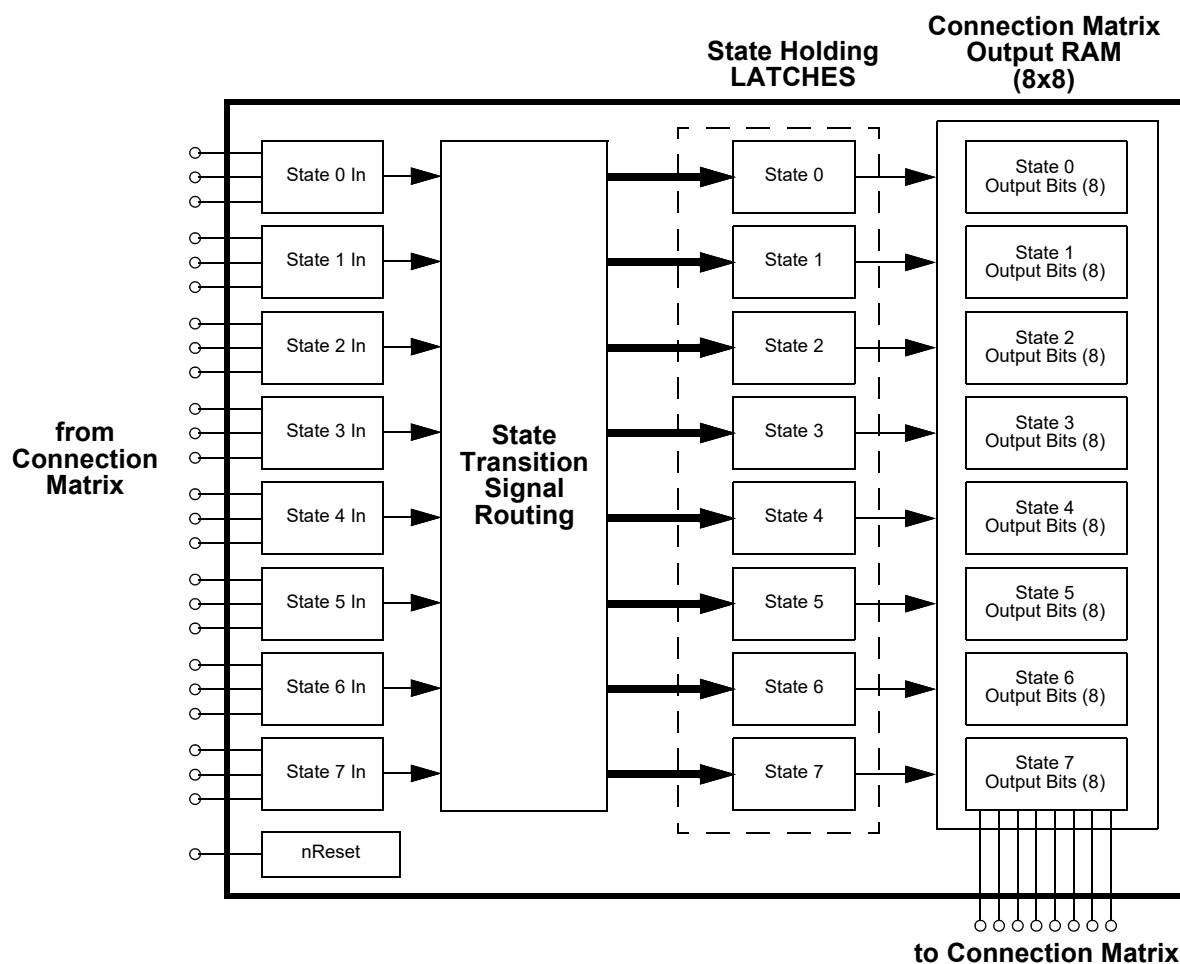 Connection Matrix
Output RAM
(8x8)
State Holding
LATCHES
from
Connection
Matrix
State 0 In
State 1 In
State 2 In
State 3 In
State 4 In
State 5 In
State 6 In
State 7 In
nReset
State
Transition
Signal
Routing
State 0
State 1
State 2
State 3
State 4
State 5
State 6
State 7
State 0
Output Bits (8)
State 1
Output Bits (8)
State 2
Output Bits (8)
State 3
Output Bits (8)
State 4
Output Bits (8)
State 5
Output Bits (8)
State 6
Output Bits (8)
State 7
Output Bits (8)
to Connection Matrix